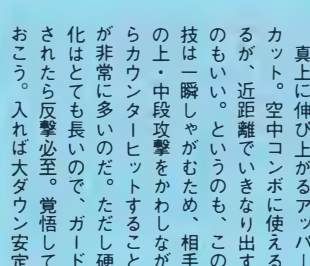 真上に伸び上がるアッパー
カット。空中コンボに使える
るが、近距離でいきなり出す
のもいい。というのも、この
技は一瞬しゃがむため、相手
の上・中段攻撃をかわしなが
らカウンターヒットすること
が非常に多いのだ。ただし硬
化はとても長いので、ガード
されたら反撃必至。覚悟して
おこう。入れば大ダウン安定